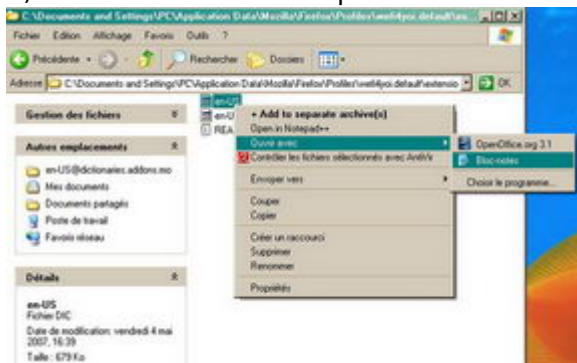 C:\Documents and Settings\PC\Application Data\Mozilla\Firefox\Profiles\
Fichier Edition Affichage Favoris Outils ?
Précédente Rechercher Dossiers
Adresse C:\Documents and Settings\PC\Application Data\Mozilla\Firefox\Profiles\ OK
Gestion des fichiers
Autres emplacements
en-US@dictionaries.addons.mo
Mes documents
Documents partagés
Poste de travail
Favoris réseau
Détails
en-US
Fichier DIC
Date de modification: vendredi 4 mai
2007, 16:39
Taille : 679 Ko
en-US
en-U
REA
+ Add to separate archive(s)
Open in Notepad++
Ouvrir avec
Contrôler les fichiers sélectionnés avec AntiVir
Envoyer vers
Couper
Copier
Créer un raccourci
Supprimer
Renommer
Propriétés
OpenOffice.org 3.1
Bloc-notes
Choisir le programme...